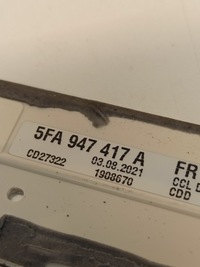 5FA 947 417 A
CD27322 03.08.2021
1908670
FR
CCL D
CDD